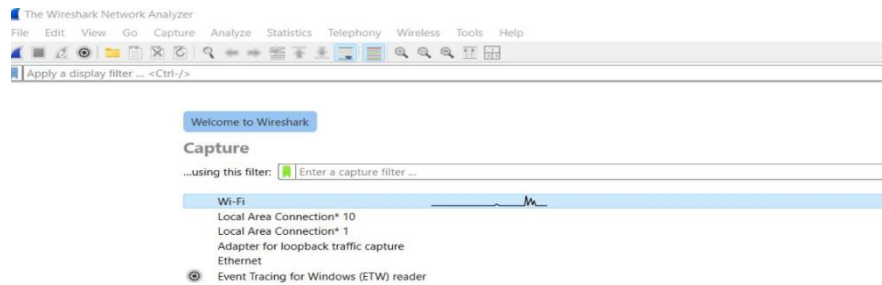 The Wireshark Network Analyzer
File Edit View Go Capture Analyze Statistics Telephony Wireless Tools Help
Apply a display filter ... <Ctrl-/>
Welcome to Wireshark
Capture
...using this filter: Enter a capture filter ...
Wi-Fi
Local Area Connection* 10
Local Area Connection* 1
Adapter for loopback traffic capture
Ethernet
Event Tracing for Windows (ETW) reader